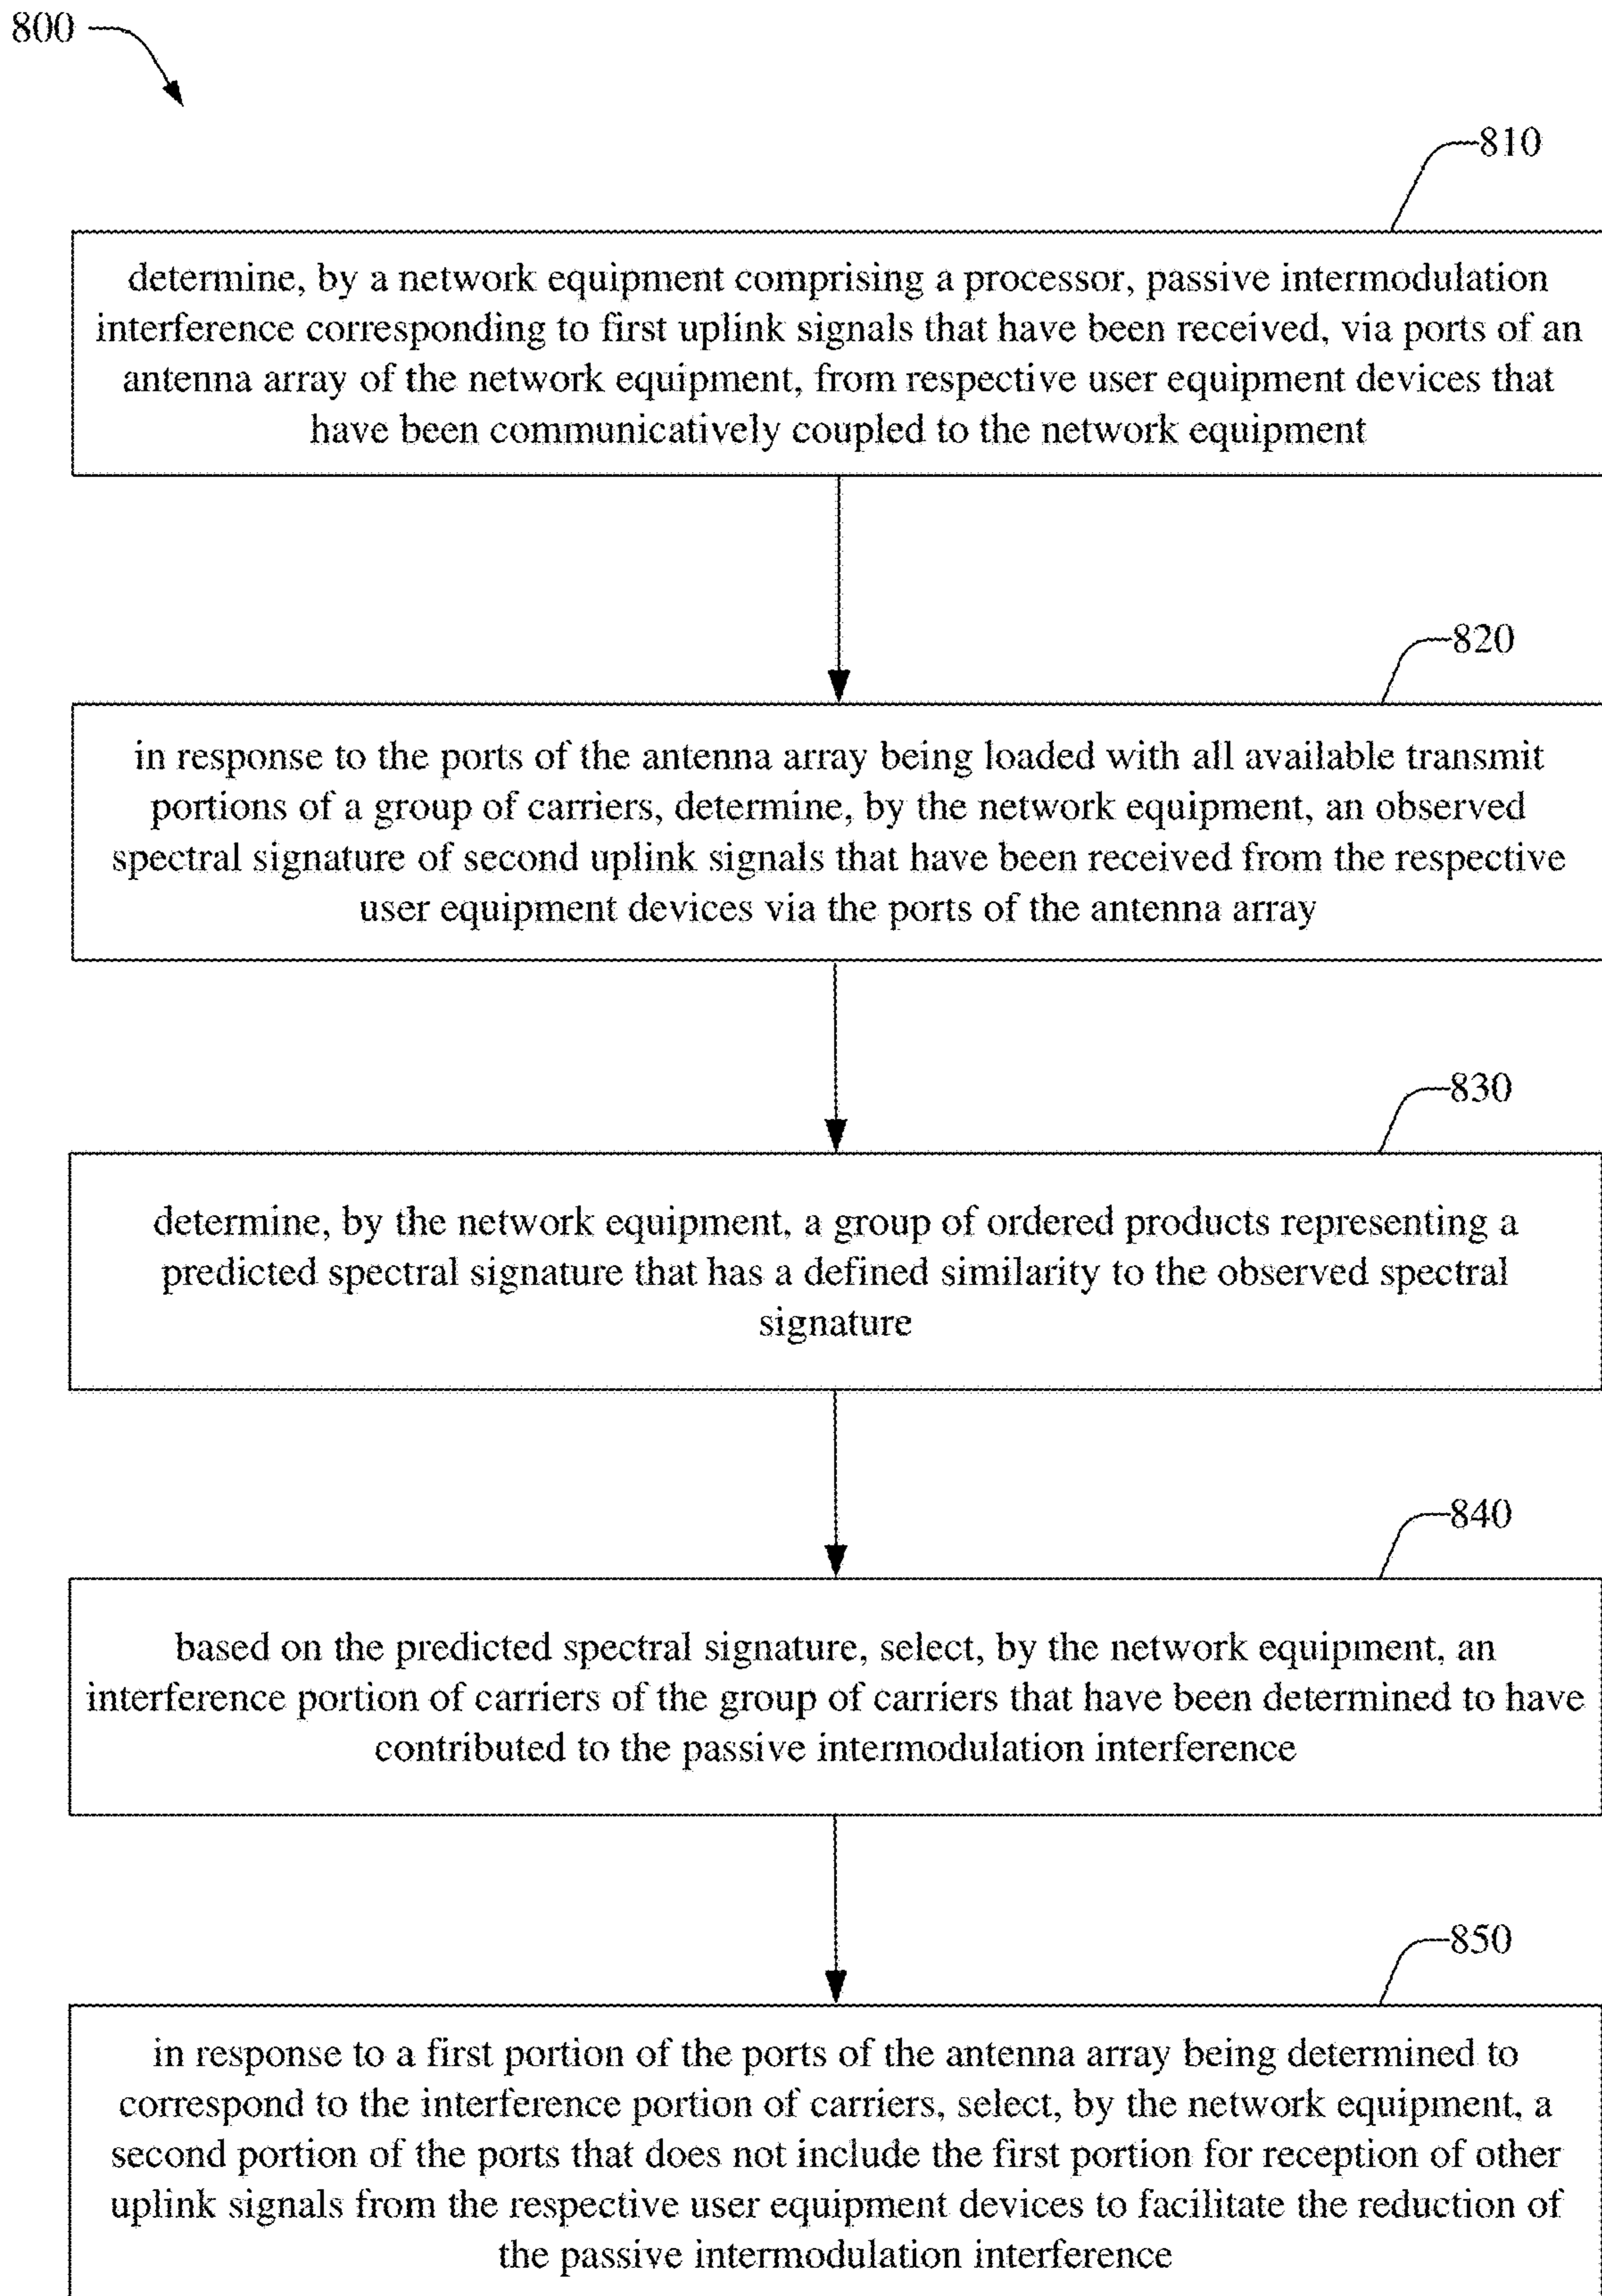 800
810
determine, by a network equipment comprising a processor, passive intermodulation
interference corresponding to first uplink signals that have been received, via ports of an
antenna array of the network equipment, from respective user equipment devices that
have been communicatively coupled to the network equipment
820
in response to the ports of the antenna array being loaded with all available transmit
portions of a group of carriers, determine, by the network equipment, an observed
spectral signature of second uplink signals that have been received from the respective
user equipment devices via the ports of the antenna array
830
determine, by the network equipment, a group of ordered products representing a
predicted spectral signature that has a defined similarity to the observed spectral
signature
840
based on the predicted spectral signature, select, by the network equipment, an
interference portion of carriers of the group of carriers that have been determined to have
contributed to the passive intermodulation interference
850
in response to a first portion of the ports of the antenna array being determined to
correspond to the interference portion of carriers, select, by the network equipment, a
second portion of the ports that does not include the first portion for reception of other
uplink signals from the respective user equipment devices to facilitate the reduction of
the passive intermodulation interference